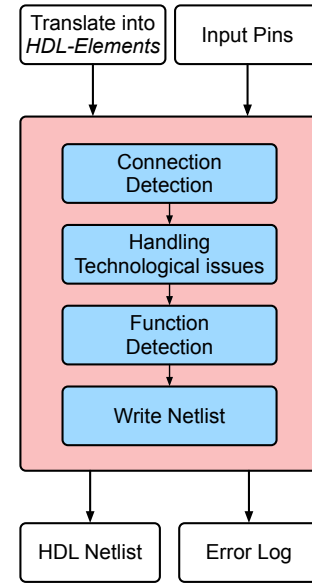 Translate into
HDL-Elements
Input Pins
Connection
Detection
Handling
Technological issues
Function
Detection
Write Netlist
HDL Netlist
Error Log